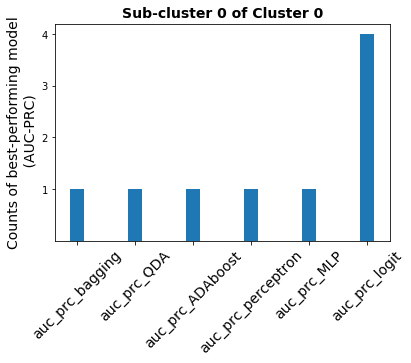 Sub-cluster 0 of Cluster 0
Counts of best-performing model
(AUC-PRC)
4
3
2
1
auc_prc_bagging
auc_prc_QDA
auc_prc_ADAboost
auc_prc_perceptron
auc_prc_MLP
auc_prc_logit